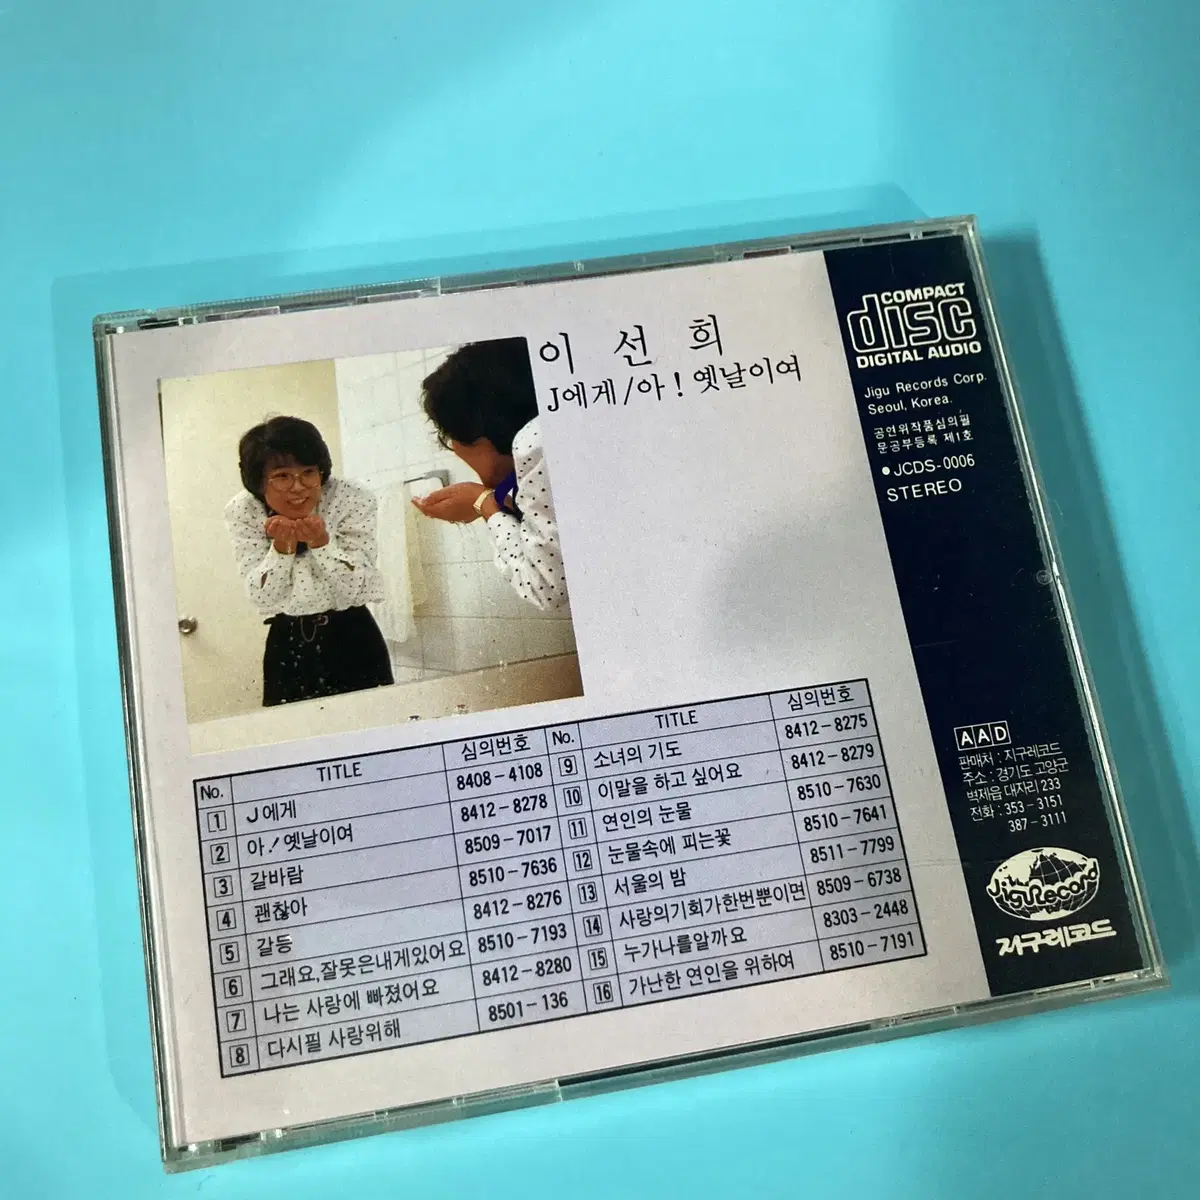 이 선 희
J에게/아! 옛날이여
COMPACT
disc
DIGITAL AUDIO
Jigu Records Corp.
Seoul, Korea.
공연위작품심의필
문공부등록 제1호
●JCDS-0006
STEREO
No. TITLE 심의번호
1 J에게 8408-4108
2 아!옛날이여 8412-8278
3 갈바람 8509-7017
4 괜찮아 8510-7636
5 갈등 8412-8276
6 그래요,잘못은내게있어요 8510-7193
7 나는 사랑에 빠졌어요 8412-8280
8 다시필 사랑위해 8501-136
No. TITLE 심의번호
9 소녀의 기도 8412-8275
10 이말을 하고 싶어요 8412-8279
11 연인의 눈물 8510-7630
12 눈물속에 피는꽃 8510-7641
13 서울의 밤 8511-7799
14 사랑의기회가한번뿐이면 8509-6738
15 누가나를알까요 8303-2448
16 가난한 연인을 위하여 8510-7191
AAD
판매처 : 지구레코드
주소 : 경기도 고양군
벽제읍 대자리 233
전화 : 353-3151
387-3111
Jigu Record
지구레코드